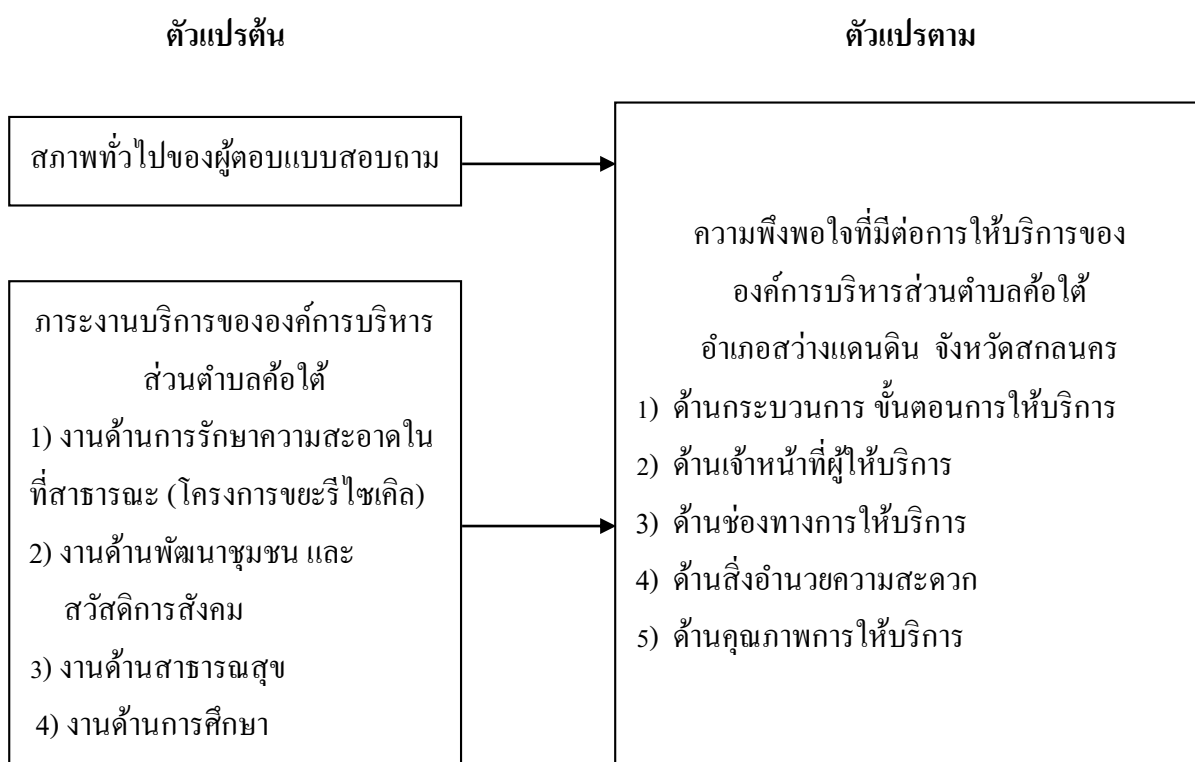 ตัวแปรต้น
ตัวแปรตาม
สภาพทั่วไปของผู้ตอบแบบสอบถาม
ภาระงานบริการขององค์การบริหาร
ส่วนตำบลค้อใต้
1) งานด้านการรักษาความสะอาดใน
ที่สาธารณะ (โครงการขยะรีไซเคิล)
2) งานด้านพัฒนาชุมชน และ
สวัสดิการสังคม
3) งานด้านสาธารณสุข
4) งานด้านการศึกษา
ความพึงพอใจที่มีต่อการให้บริการของ
องค์การบริหารส่วนตำบลค้อใต้
อำเภอสว่างแดนดิน จังหวัดสกลนคร
1) ด้านกระบวนการ ขั้นตอนการให้บริการ
2) ด้านเจ้าหน้าที่ผู้ให้บริการ
3) ด้านช่องทางการให้บริการ
4) ด้านสิ่งอำนวยความสะดวก
5) ด้านคุณภาพการให้บริการ